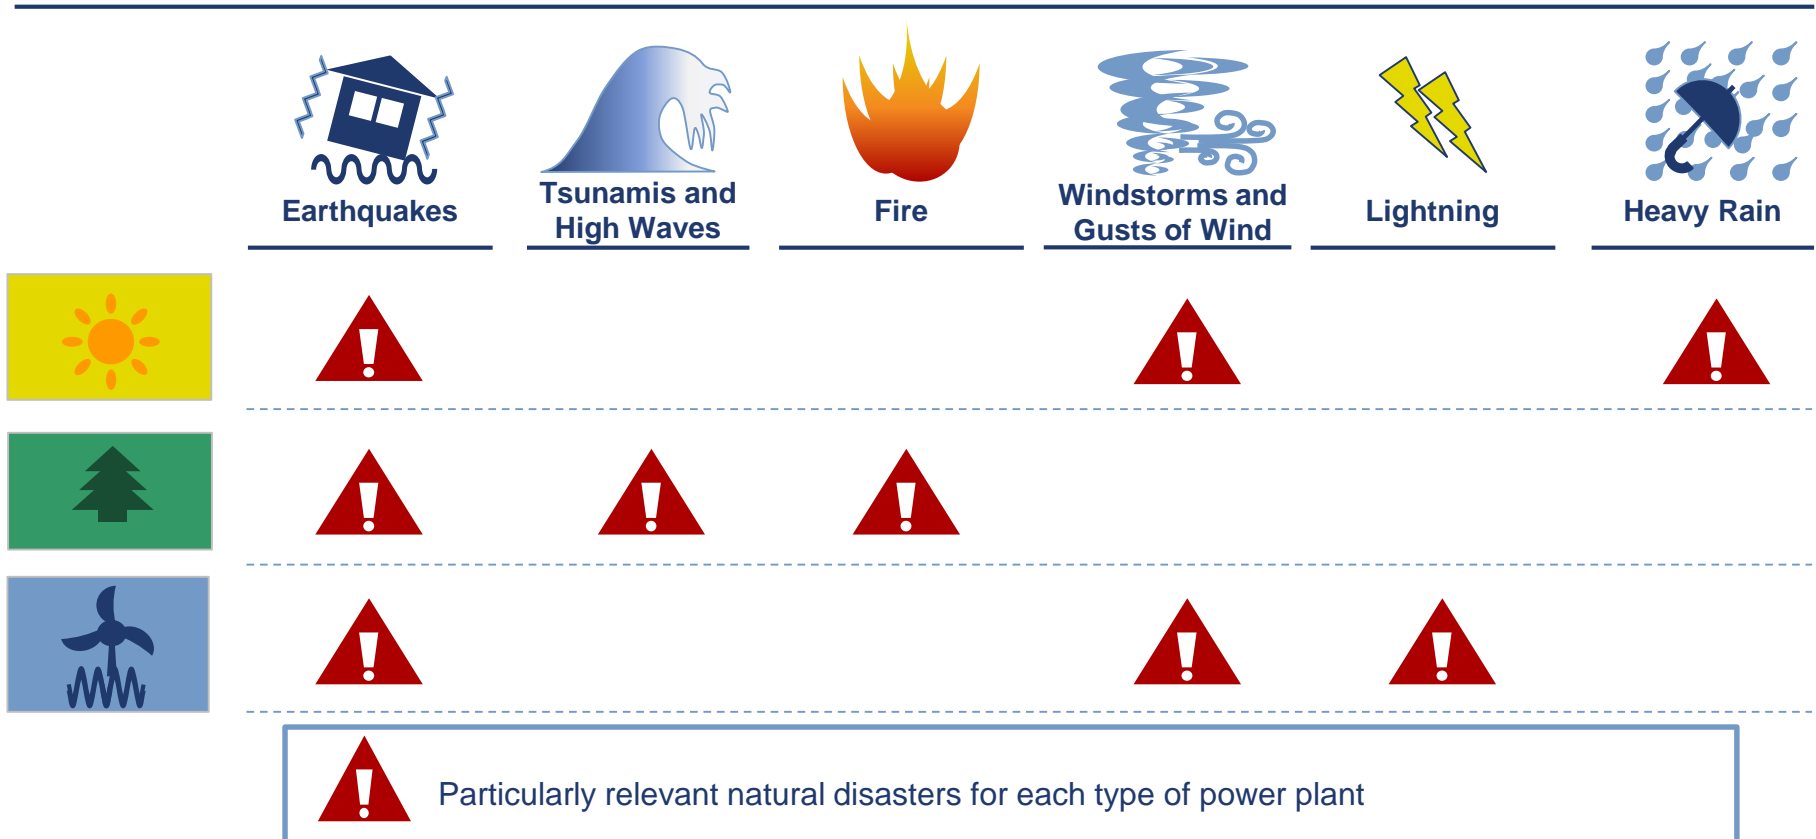 Earthquakes
Tsunamis and
High Waves
Fire
Windstorms and
Gusts of Wind
Lightning
Heavy Rain
Particularly relevant natural disasters for each type of power plant